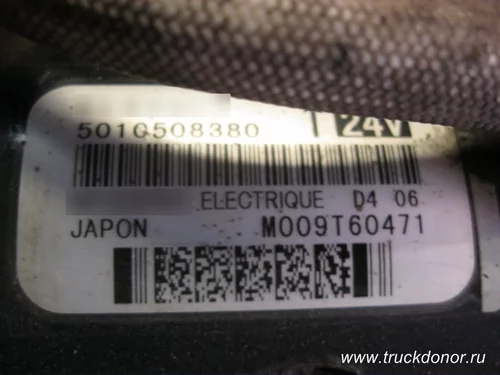 5010508380 24V
ELECTRIQUE D4 06
JAPON M009T60471
www.truckdonor.ru